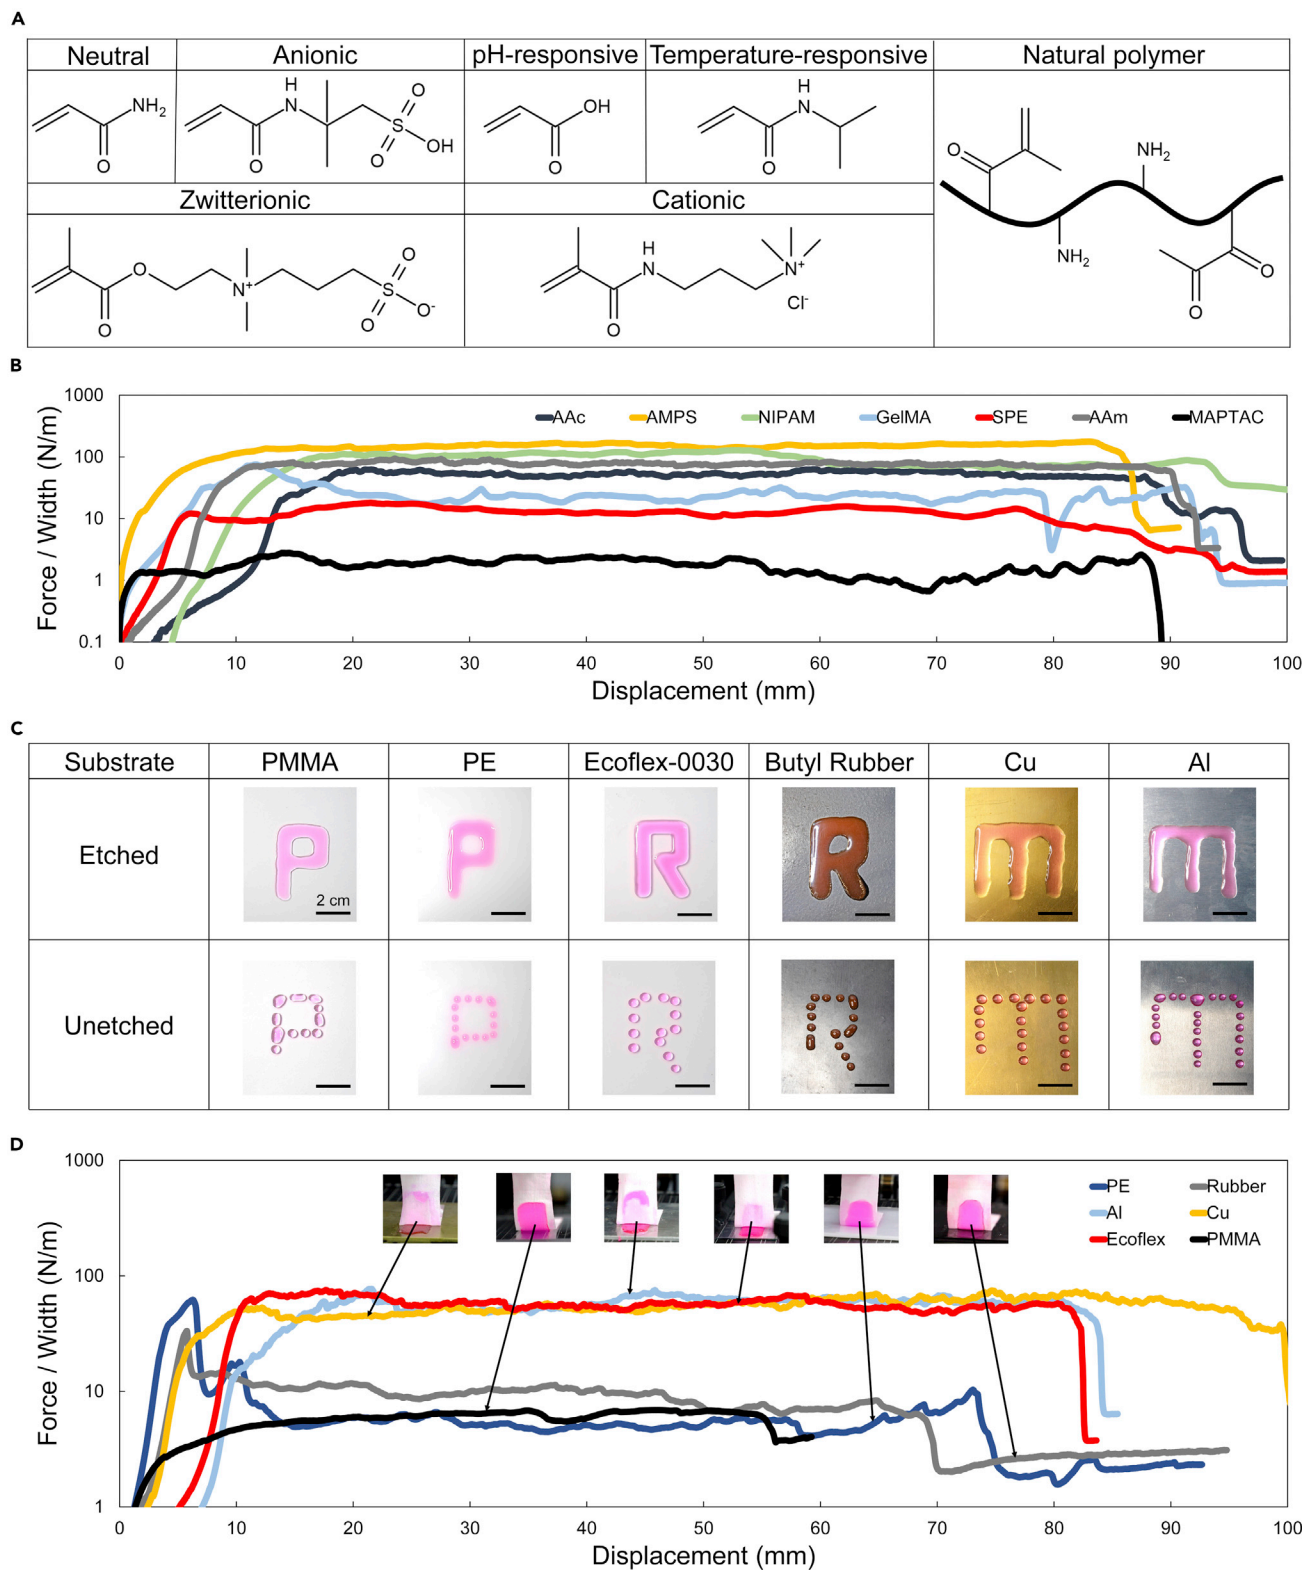 A
Neutral Anionic pH-responsive Temperature-responsive Natural polymer
NH2 O H N O S O O OH
O OH O H N O
O NH2 NH2 O O
Zwitterionic Cationic
O O N+ O S O O-
O H N N+ Cl-
B
Force / Width (N/m)
1000
100
10
1
0.1
AAc AMPS NIPAM GelMA SPE AAm MAPTAC
0 10 20 30 40 50 60 70 80 90 100
Displacement (mm)
C
Substrate PMMA PE Ecoflex-0030 Butyl Rubber Cu Al
Etched
P P R R m m
2 cm
Unetched
P P R R m m
D
Force / Width (N/m)
1000
100
10
1
PE Rubber
Al Cu
Ecoflex PMMA
0 10 20 30 40 50 60 70 80 90 100
Displacement (mm)